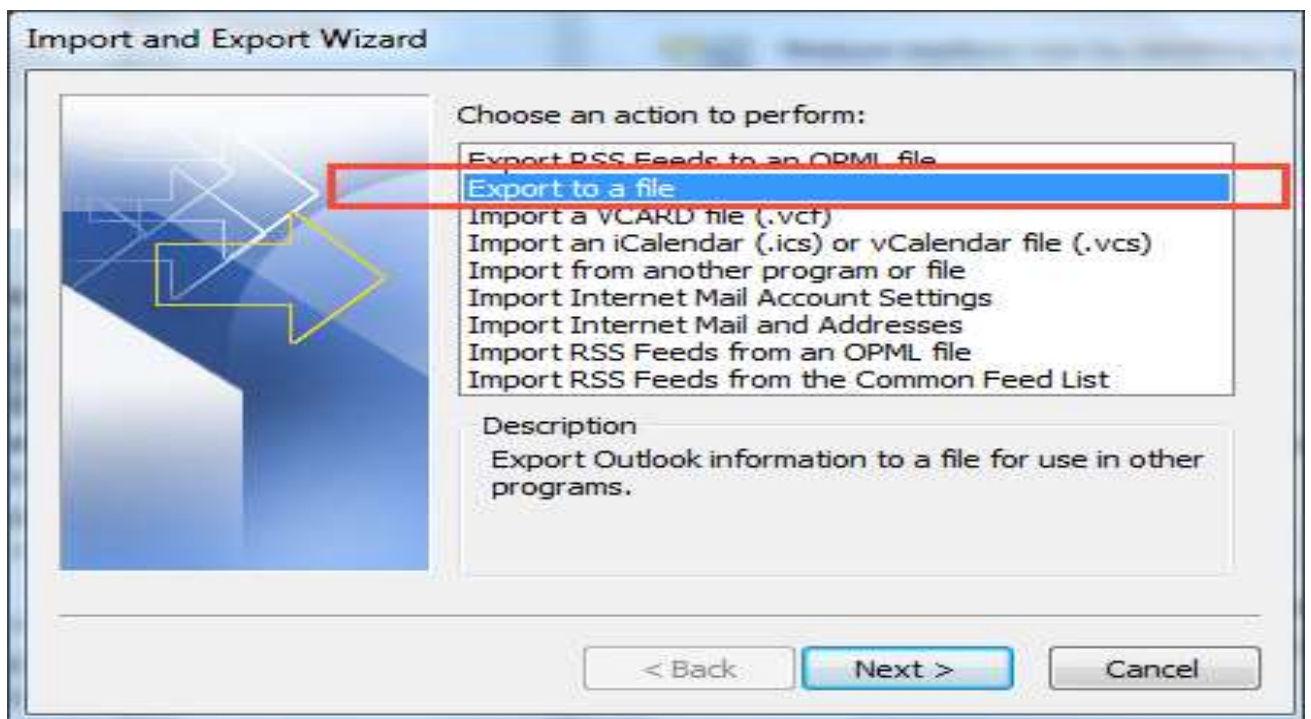 Import and Export Wizard
Choose an action to perform:
Export RSS Feeds to an OPML file
Export to a file
Import a VCARD file (.vcf)
Import an iCalendar (.ics) or vCalendar file (.vcs)
Import from another program or file
Import Internet Mail Account Settings
Import Internet Mail and Addresses
Import RSS Feeds from an OPML file
Import RSS Feeds from the Common Feed List
Description
Export Outlook information to a file for use in other
programs.
< Back Next > Cancel